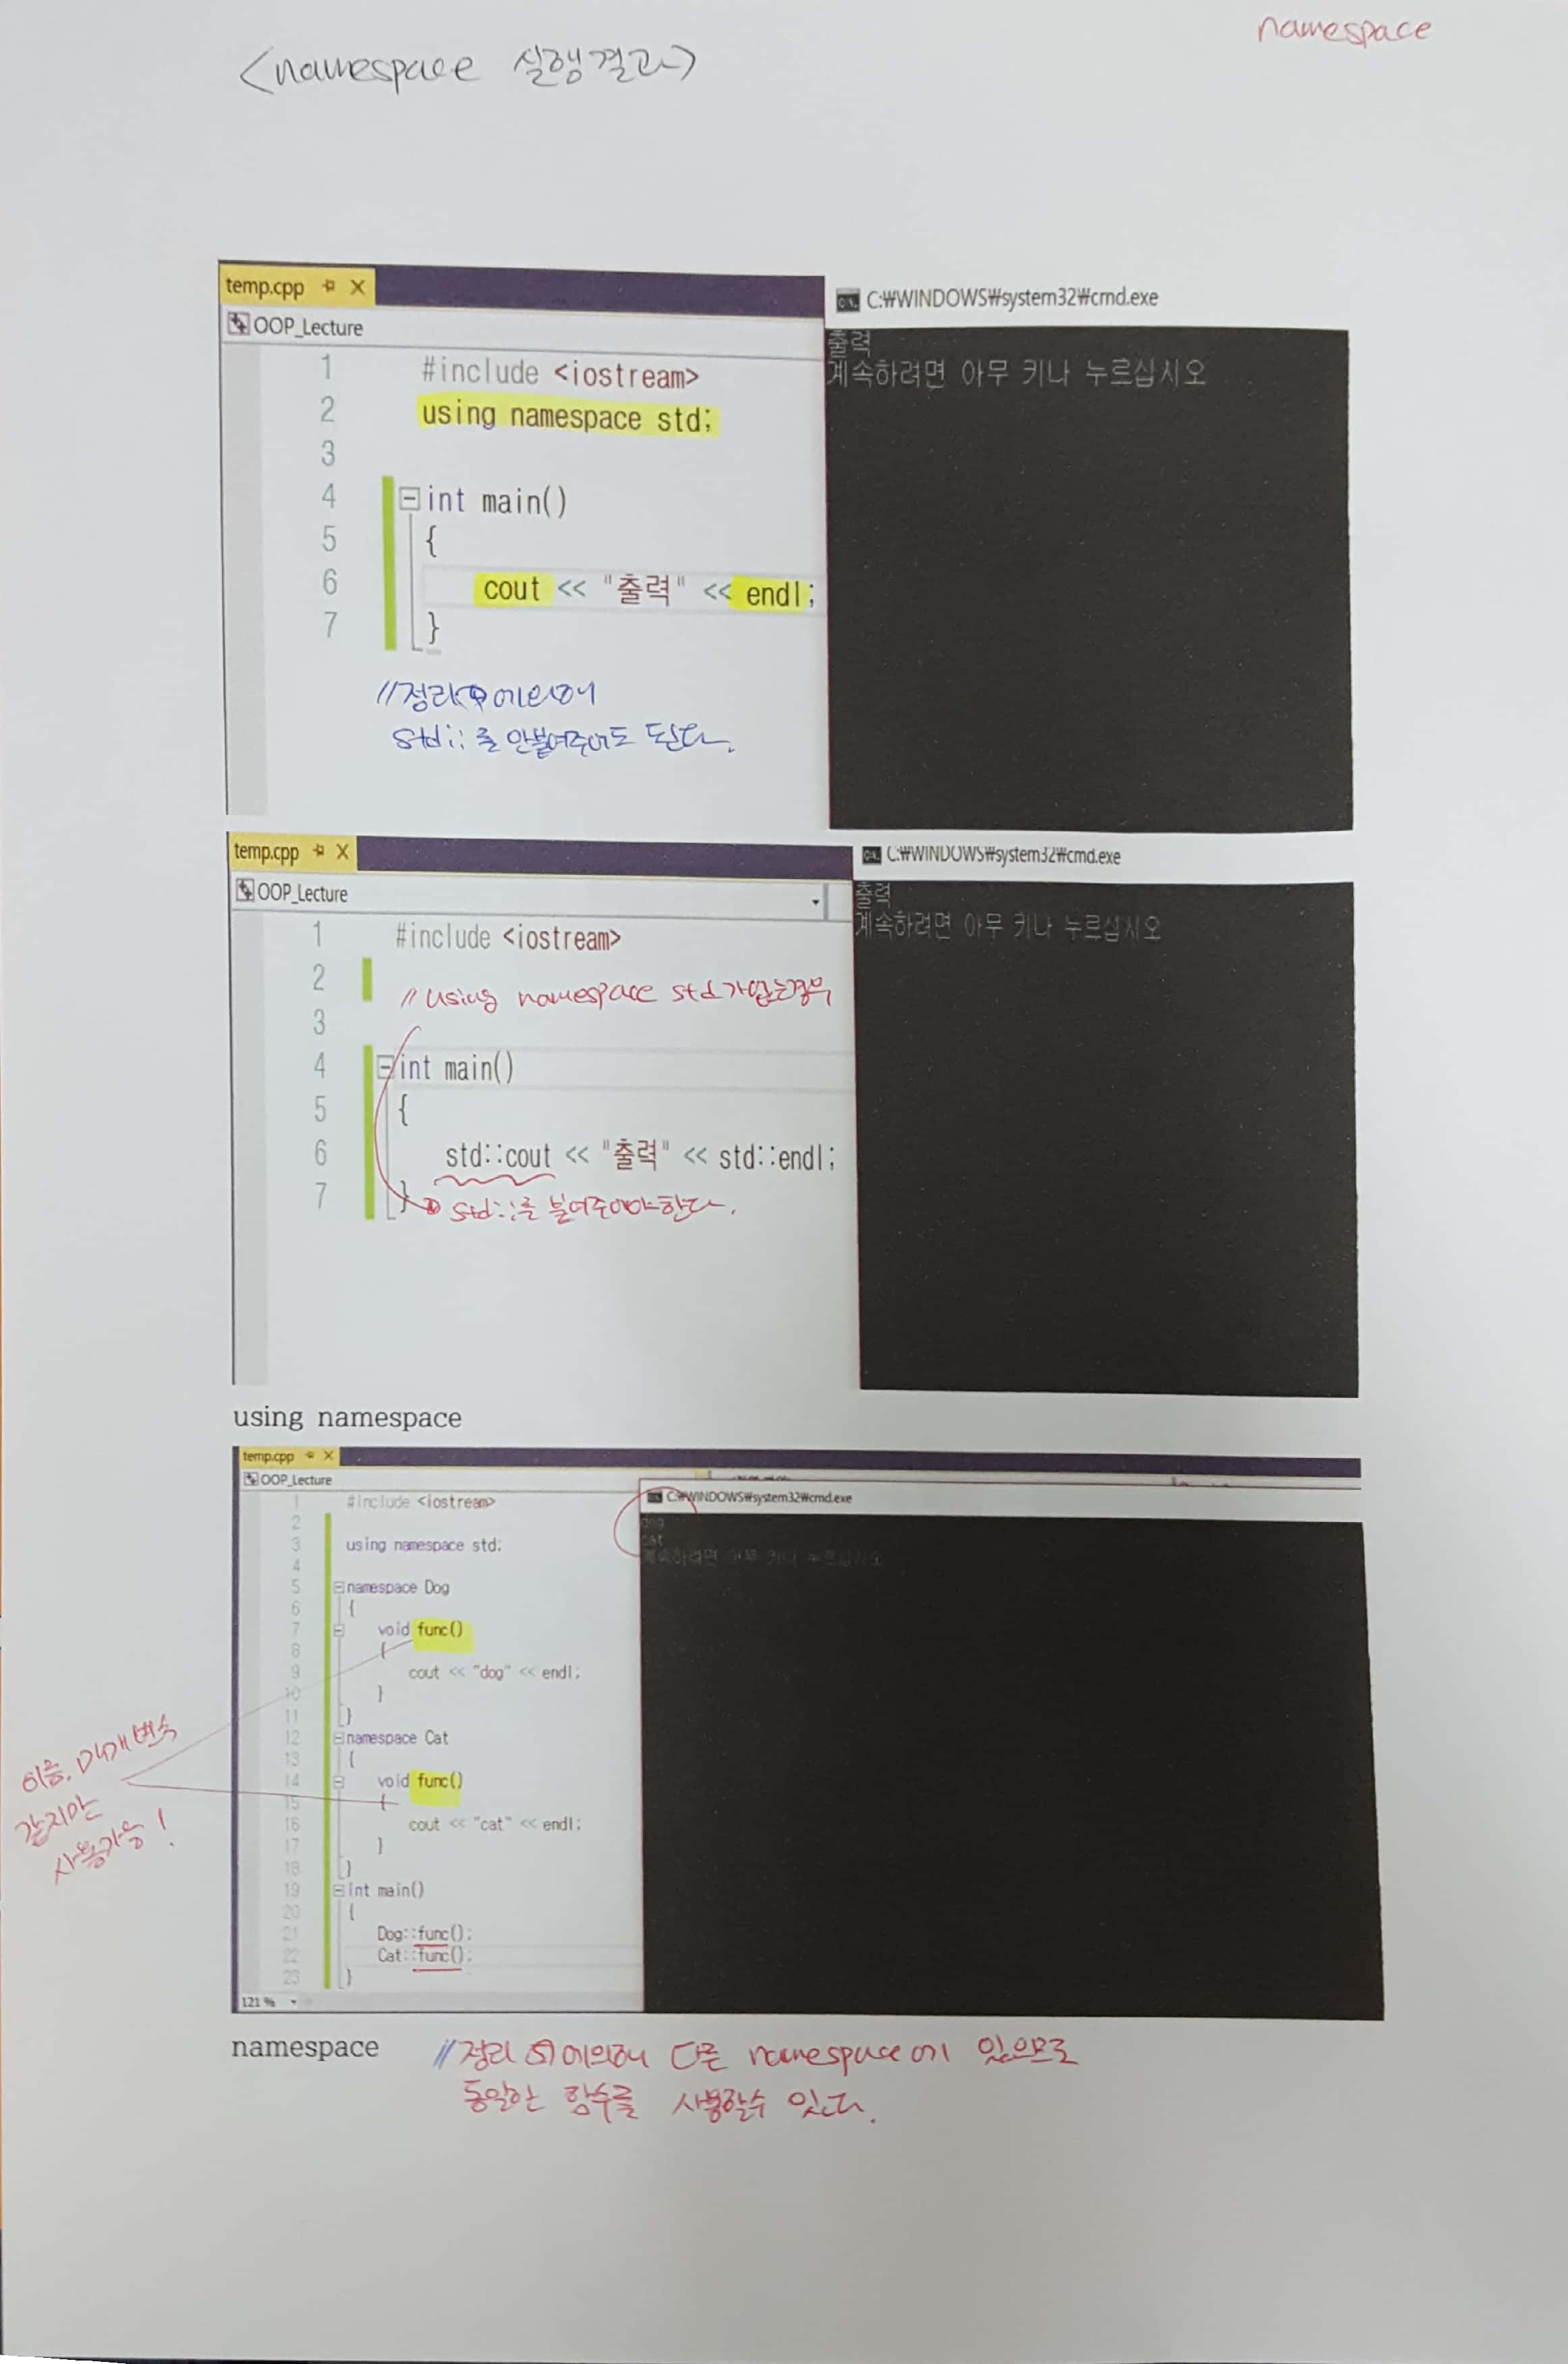 namespace
<namespace 실행결과>
temp.cpp
OOP_Lecture
1 #include <iostream>
2 using namespace std;
3
4 int main()
5 {
6 cout << "출력" << endl;
7 }
C:₩WINDOWS₩system32₩cmd.exe
출력
계속하려면 아무 키나 누르십시오
에의해
std::를 안붙여주어도 된다.
temp.cpp
OOP_Lecture
1 #include <iostream>
2 // using namespace std가 없는경우
3
4 int main()
5 {
6 std::cout << "출력" << std::endl;
7 }
std::를 붙여주어야한다.
C:₩WINDOWS₩system32₩cmd.exe
출력
계속하려면 아무 키나 누르십시오
using namespace
temp.cpp
OOP_Lecture
1 #include <iostream>
2
3 using namespace std;
4
5 namespace Dog
6 {
7 void func()
8 {
9 cout << "dog" << endl;
10 }
11 }
12 namespace Cat
13 {
14 void func()
15 {
16 cout << "cat" << endl;
17 }
18 }
19 int main()
20 {
21 Dog::func();
22 Cat::func();
23 }
121 %
C:₩WINDOWS₩system32₩cmd.exe
dog
cat
계속하려면 아무 키나 누르십시오
이름, 매개변수
같지만
사용가능!
namespace
//정리 에의해 다른 namespace에 있으므로
동일한 함수를 사용할수 있다.